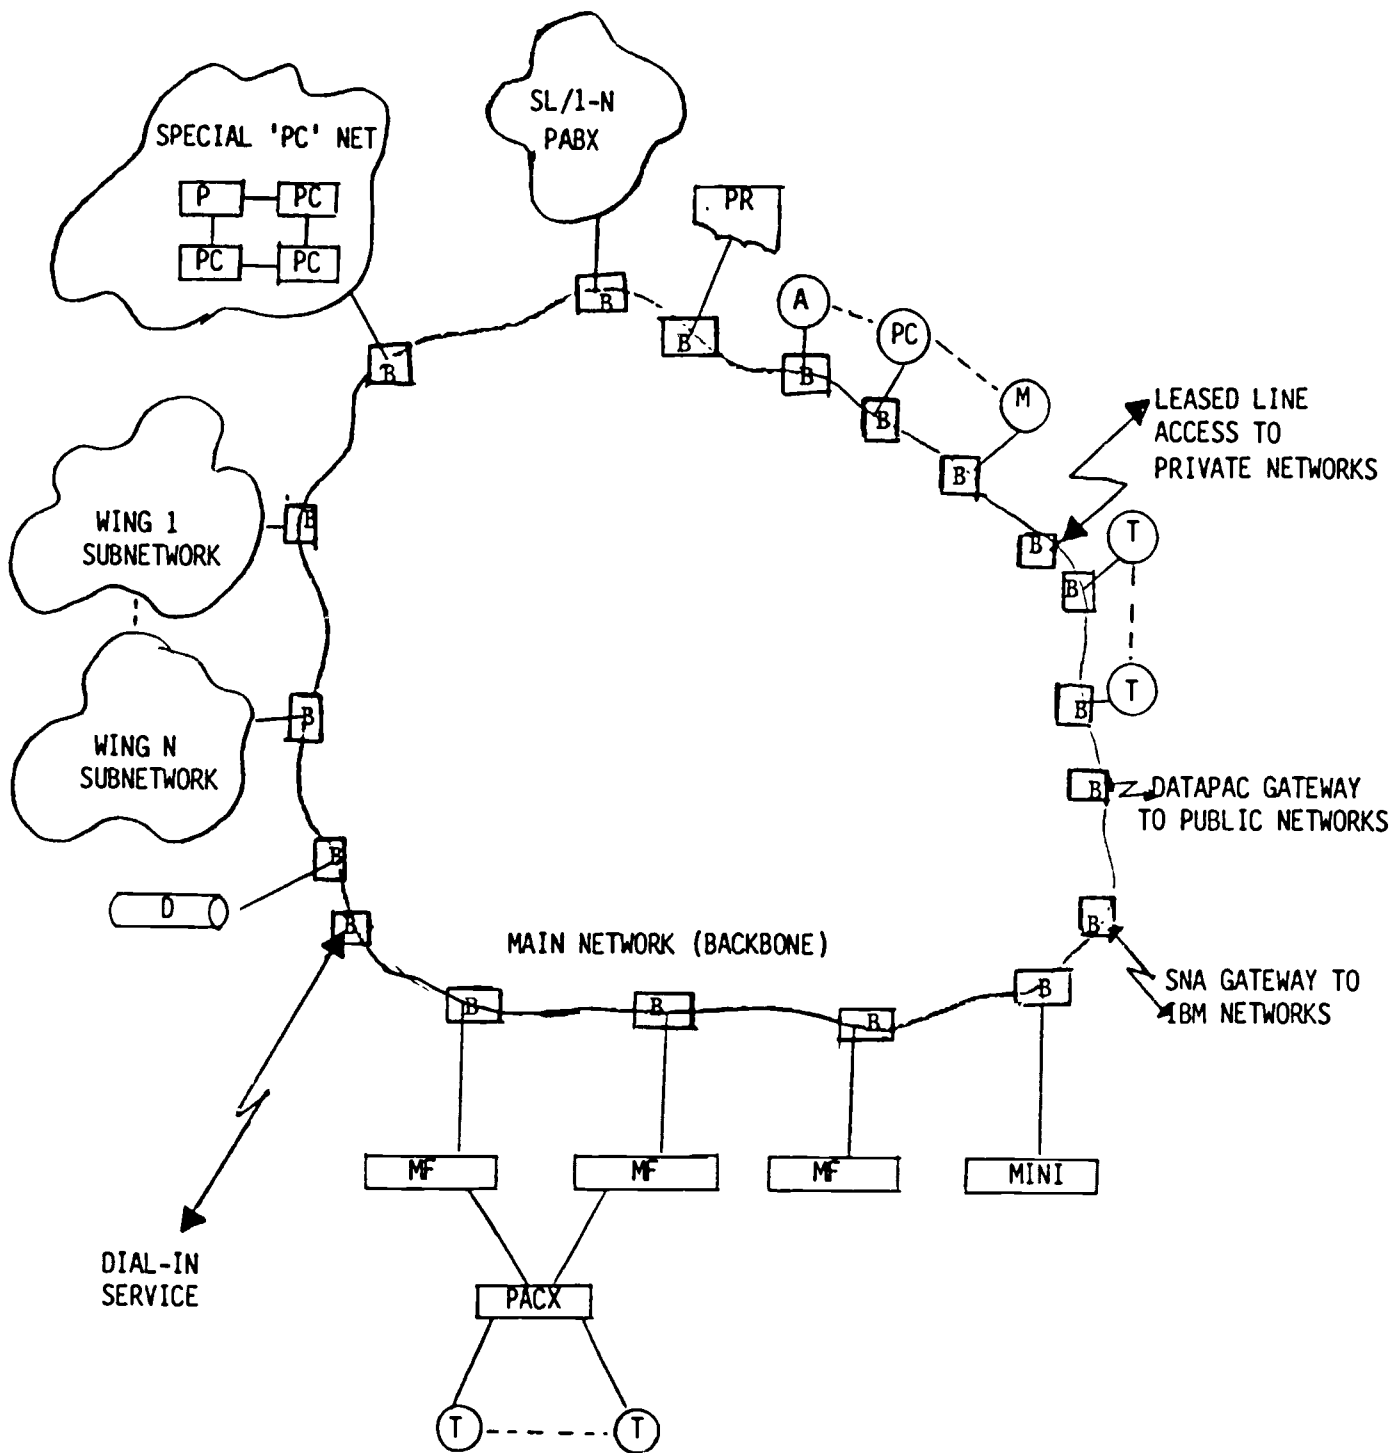 SL/1-N
PABX
SPECIAL 'PC' NET
P
PC
PC
PC
PR
B
B
A
PC
B
B
B
M
B
B
LEASED LINE
ACCESS TO
PRIVATE NETWORKS
WING 1
SUBNETWORK
B
B
T
B
T
B
WING N
SUBNETWORK
B
B
DATAPAC GATEWAY
TO PUBLIC NETWORKS
B
D
B
B
MAIN NETWORK (BACKBONE)
SNA GATEWAY TO
IBM NETWORKS
B
B
B
B
MF
MF
MF
MINI
DIAL-IN
SERVICE
PACX
T
T